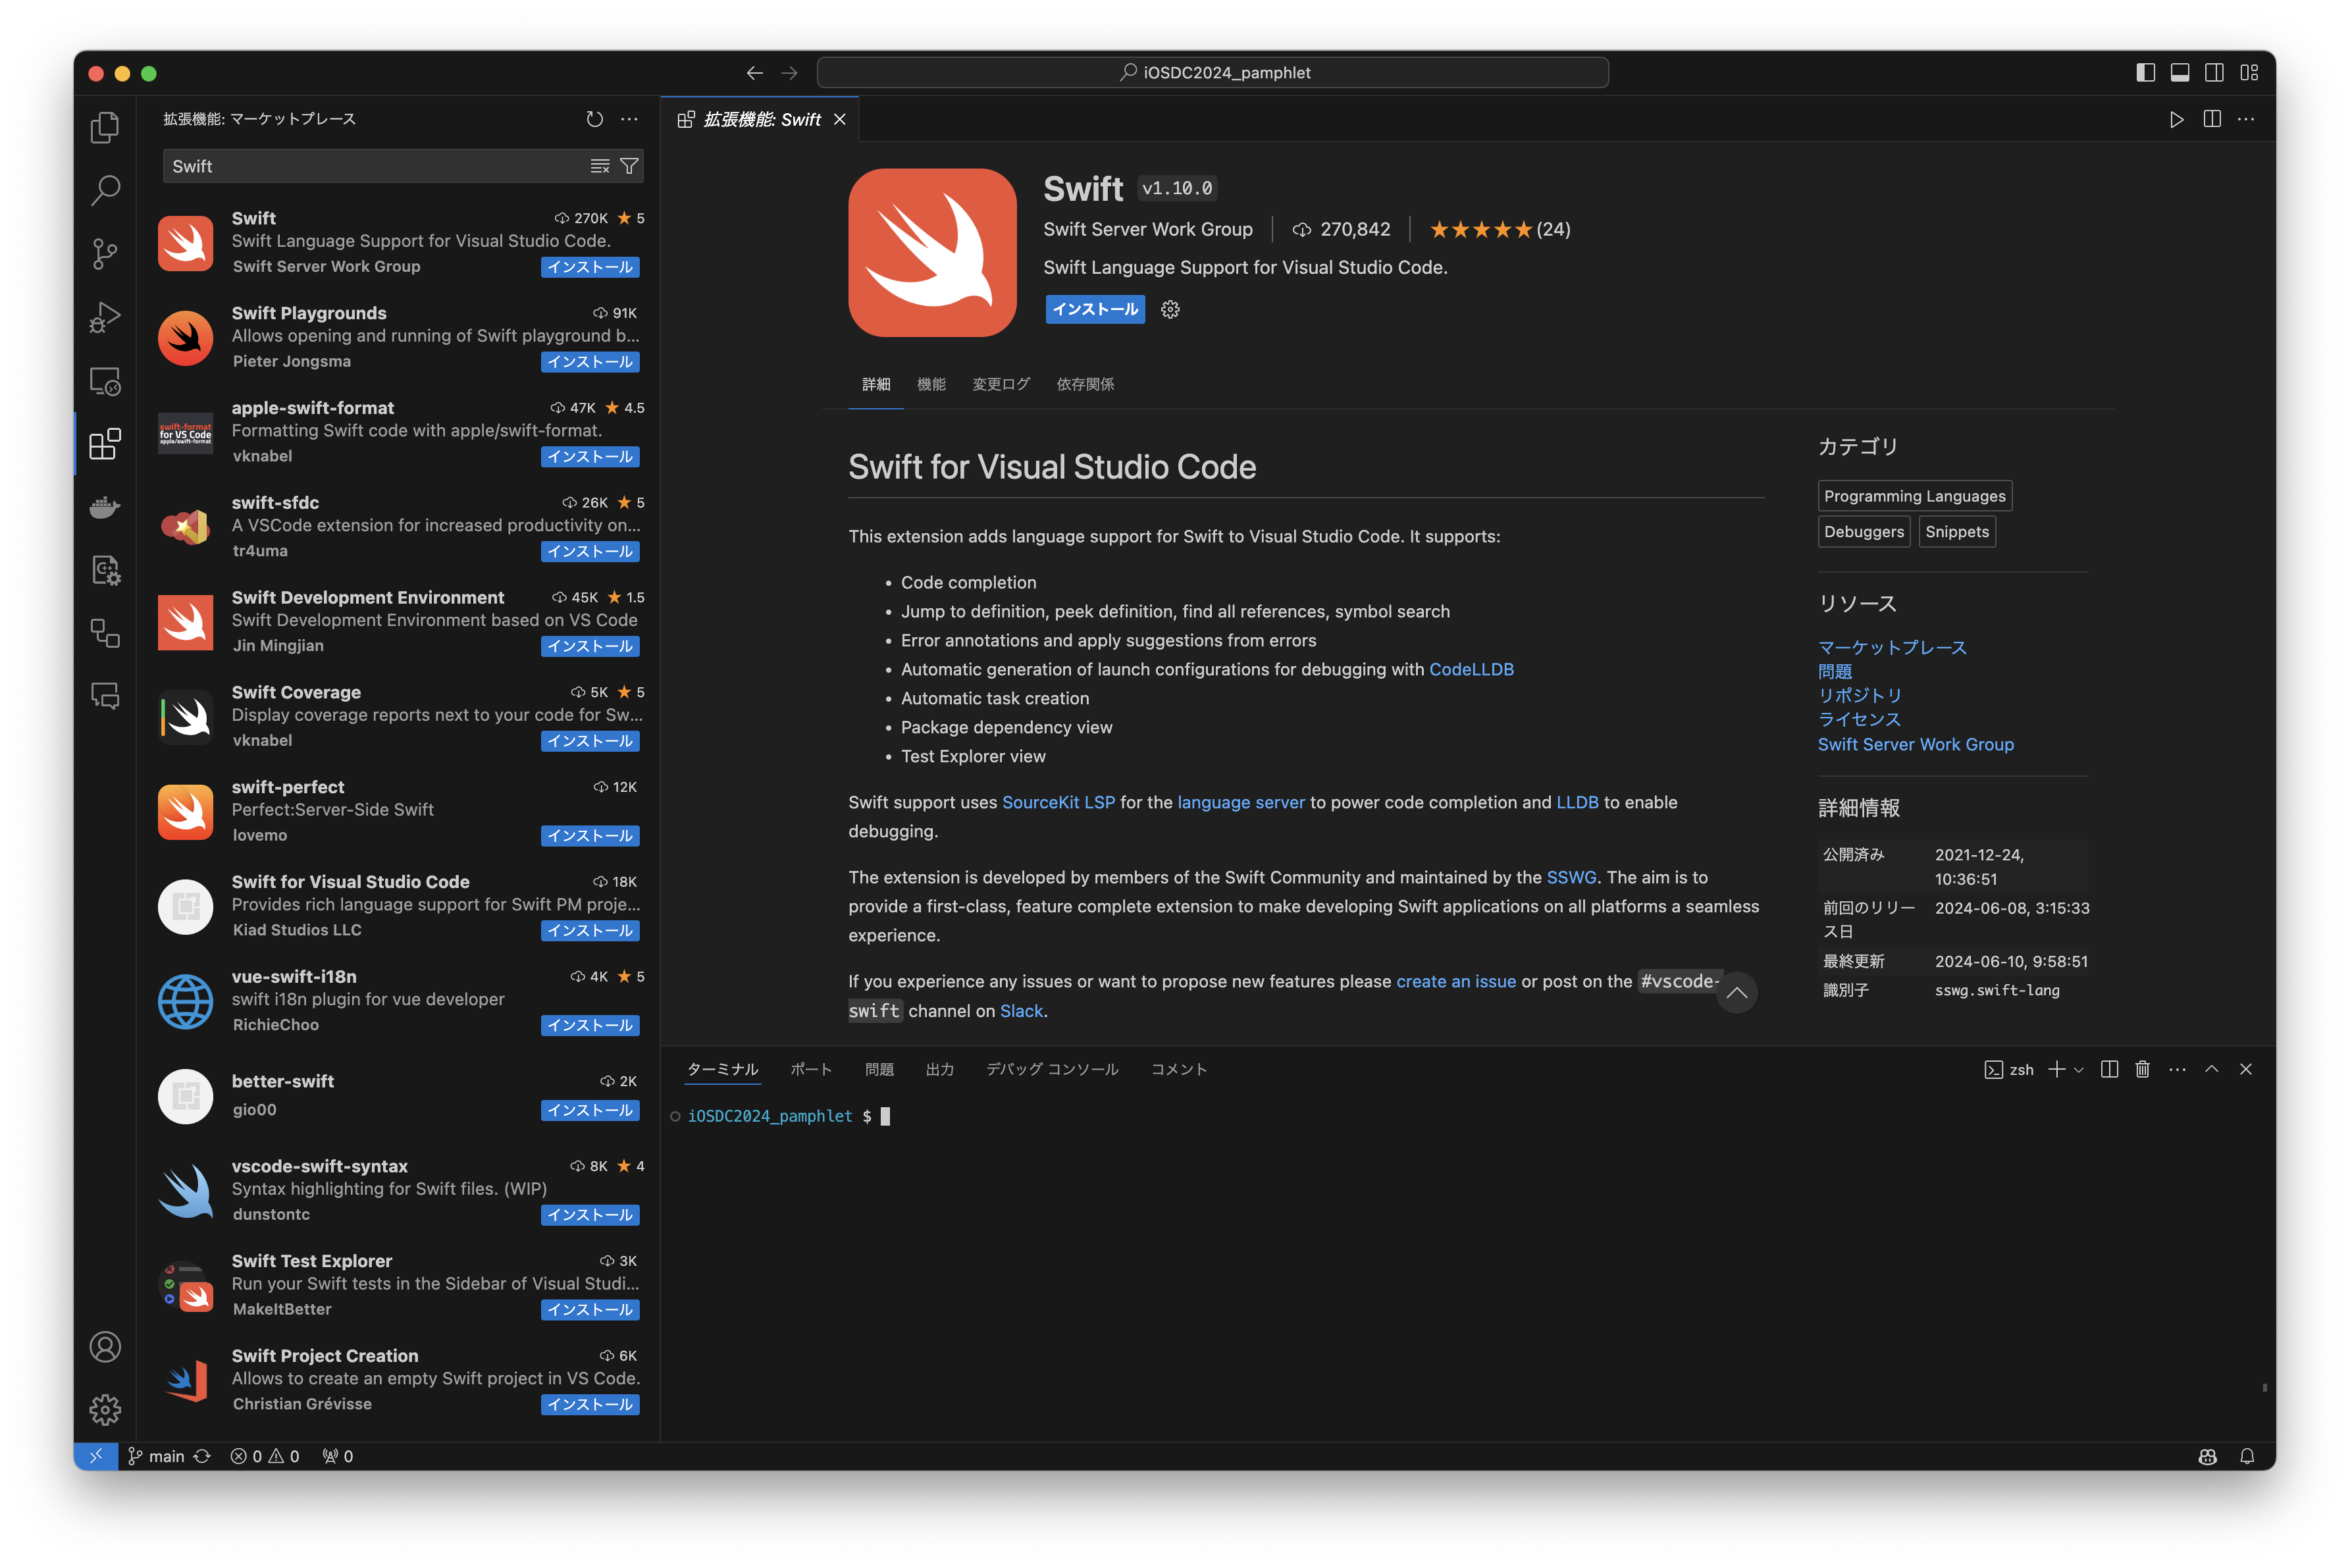 iOSDC2024_pamphlet
拡張機能: マーケットプレース
Swift
Swift 270K 5
Swift Language Support for Visual Studio Code.
Swift Server Work Group インストール
Swift Playgrounds 91K
Allows opening and running of Swift playground b...
Pieter Jongsma インストール
swift-format
for VS Code
apple/swift-format
apple-swift-format 47K 4.5
Formatting Swift code with apple/swift-format.
vknabel インストール
swift-sfdc 26K 5
A VSCode extension for increased productivity on...
tr4uma インストール
Swift Development Environment 45K 1.5
Swift Development Environment based on VS Code
Jin Mingjian インストール
Swift Coverage 5K 5
Display coverage reports next to your code for Sw...
vknabel インストール
swift-perfect 12K
Perfect:Server-Side Swift
lovemo インストール
Swift for Visual Studio Code 18K
Provides rich language support for Swift PM proje...
Kiad Studios LLC インストール
vue-swift-i18n 4K 5
swift i18n plugin for vue developer
RichieChoo インストール
better-swift 2K
gio00 インストール
vscode-swift-syntax 8K 4
Syntax highlighting for Swift files. (WIP)
dunstontc インストール
Swift Test Explorer 3K
Run your Swift tests in the Sidebar of Visual Studi...
MakeItBetter インストール
Swift Project Creation 6K
Allows to create an empty Swift project in VS Code.
Christian Grévisse インストール
拡張機能: Swift
Swift v1.10.0
Swift Server Work Group 270,842 (24)
Swift Language Support for Visual Studio Code.
インストール
詳細 機能 変更ログ 依存関係
Swift for Visual Studio Code
This extension adds language support for Swift to Visual Studio Code. It supports:
• Code completion
• Jump to definition, peek definition, find all references, symbol search
• Error annotations and apply suggestions from errors
• Automatic generation of launch configurations for debugging with CodeLLDB
• Automatic task creation
• Package dependency view
• Test Explorer view
Swift support uses SourceKit LSP for the language server to power code completion and LLDB to enable
debugging.
The extension is developed by members of the Swift Community and maintained by the SSWG. The aim is to
provide a first-class, feature complete extension to make developing Swift applications on all platforms a seamless
experience.
If you experience any issues or want to propose new features please create an issue or post on the #vscode-
swift channel on Slack.
カテゴリ
Programming Languages
Debuggers Snippets
リソース
マーケットプレース
問題
リポジトリ
ライセンス
Swift Server Work Group
詳細情報
公開済み 2021-12-24,
10:36:51
前回のリリー 2024-06-08, 3:15:33
ス日
最終更新 2024-06-10, 9:58:51
識別子 sswg.swift-lang
ターミナル ポート 問題 出力 デバッグ コンソール コメント
zsh
iOSDC2024_pamphlet $
main 0 0 0